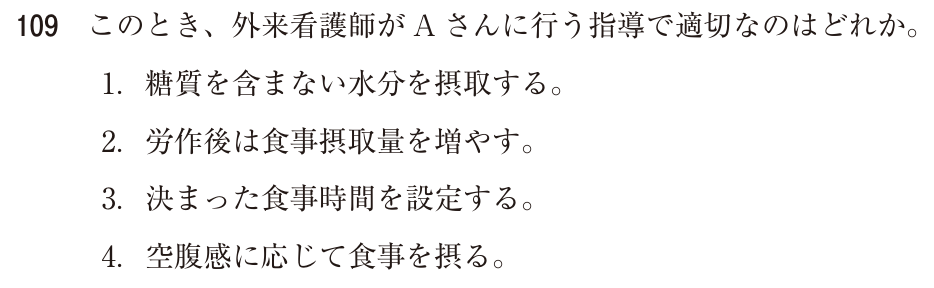 109 このとき、外来看護師が A さんに行う指導で適切なのはどれか。
1. 糖質を含まない水分を摂取する。
2. 労作後は食事摂取量を増やす。
3. 決まった食事時間を設定する。
4. 空腹感に応じて食事を摂る。